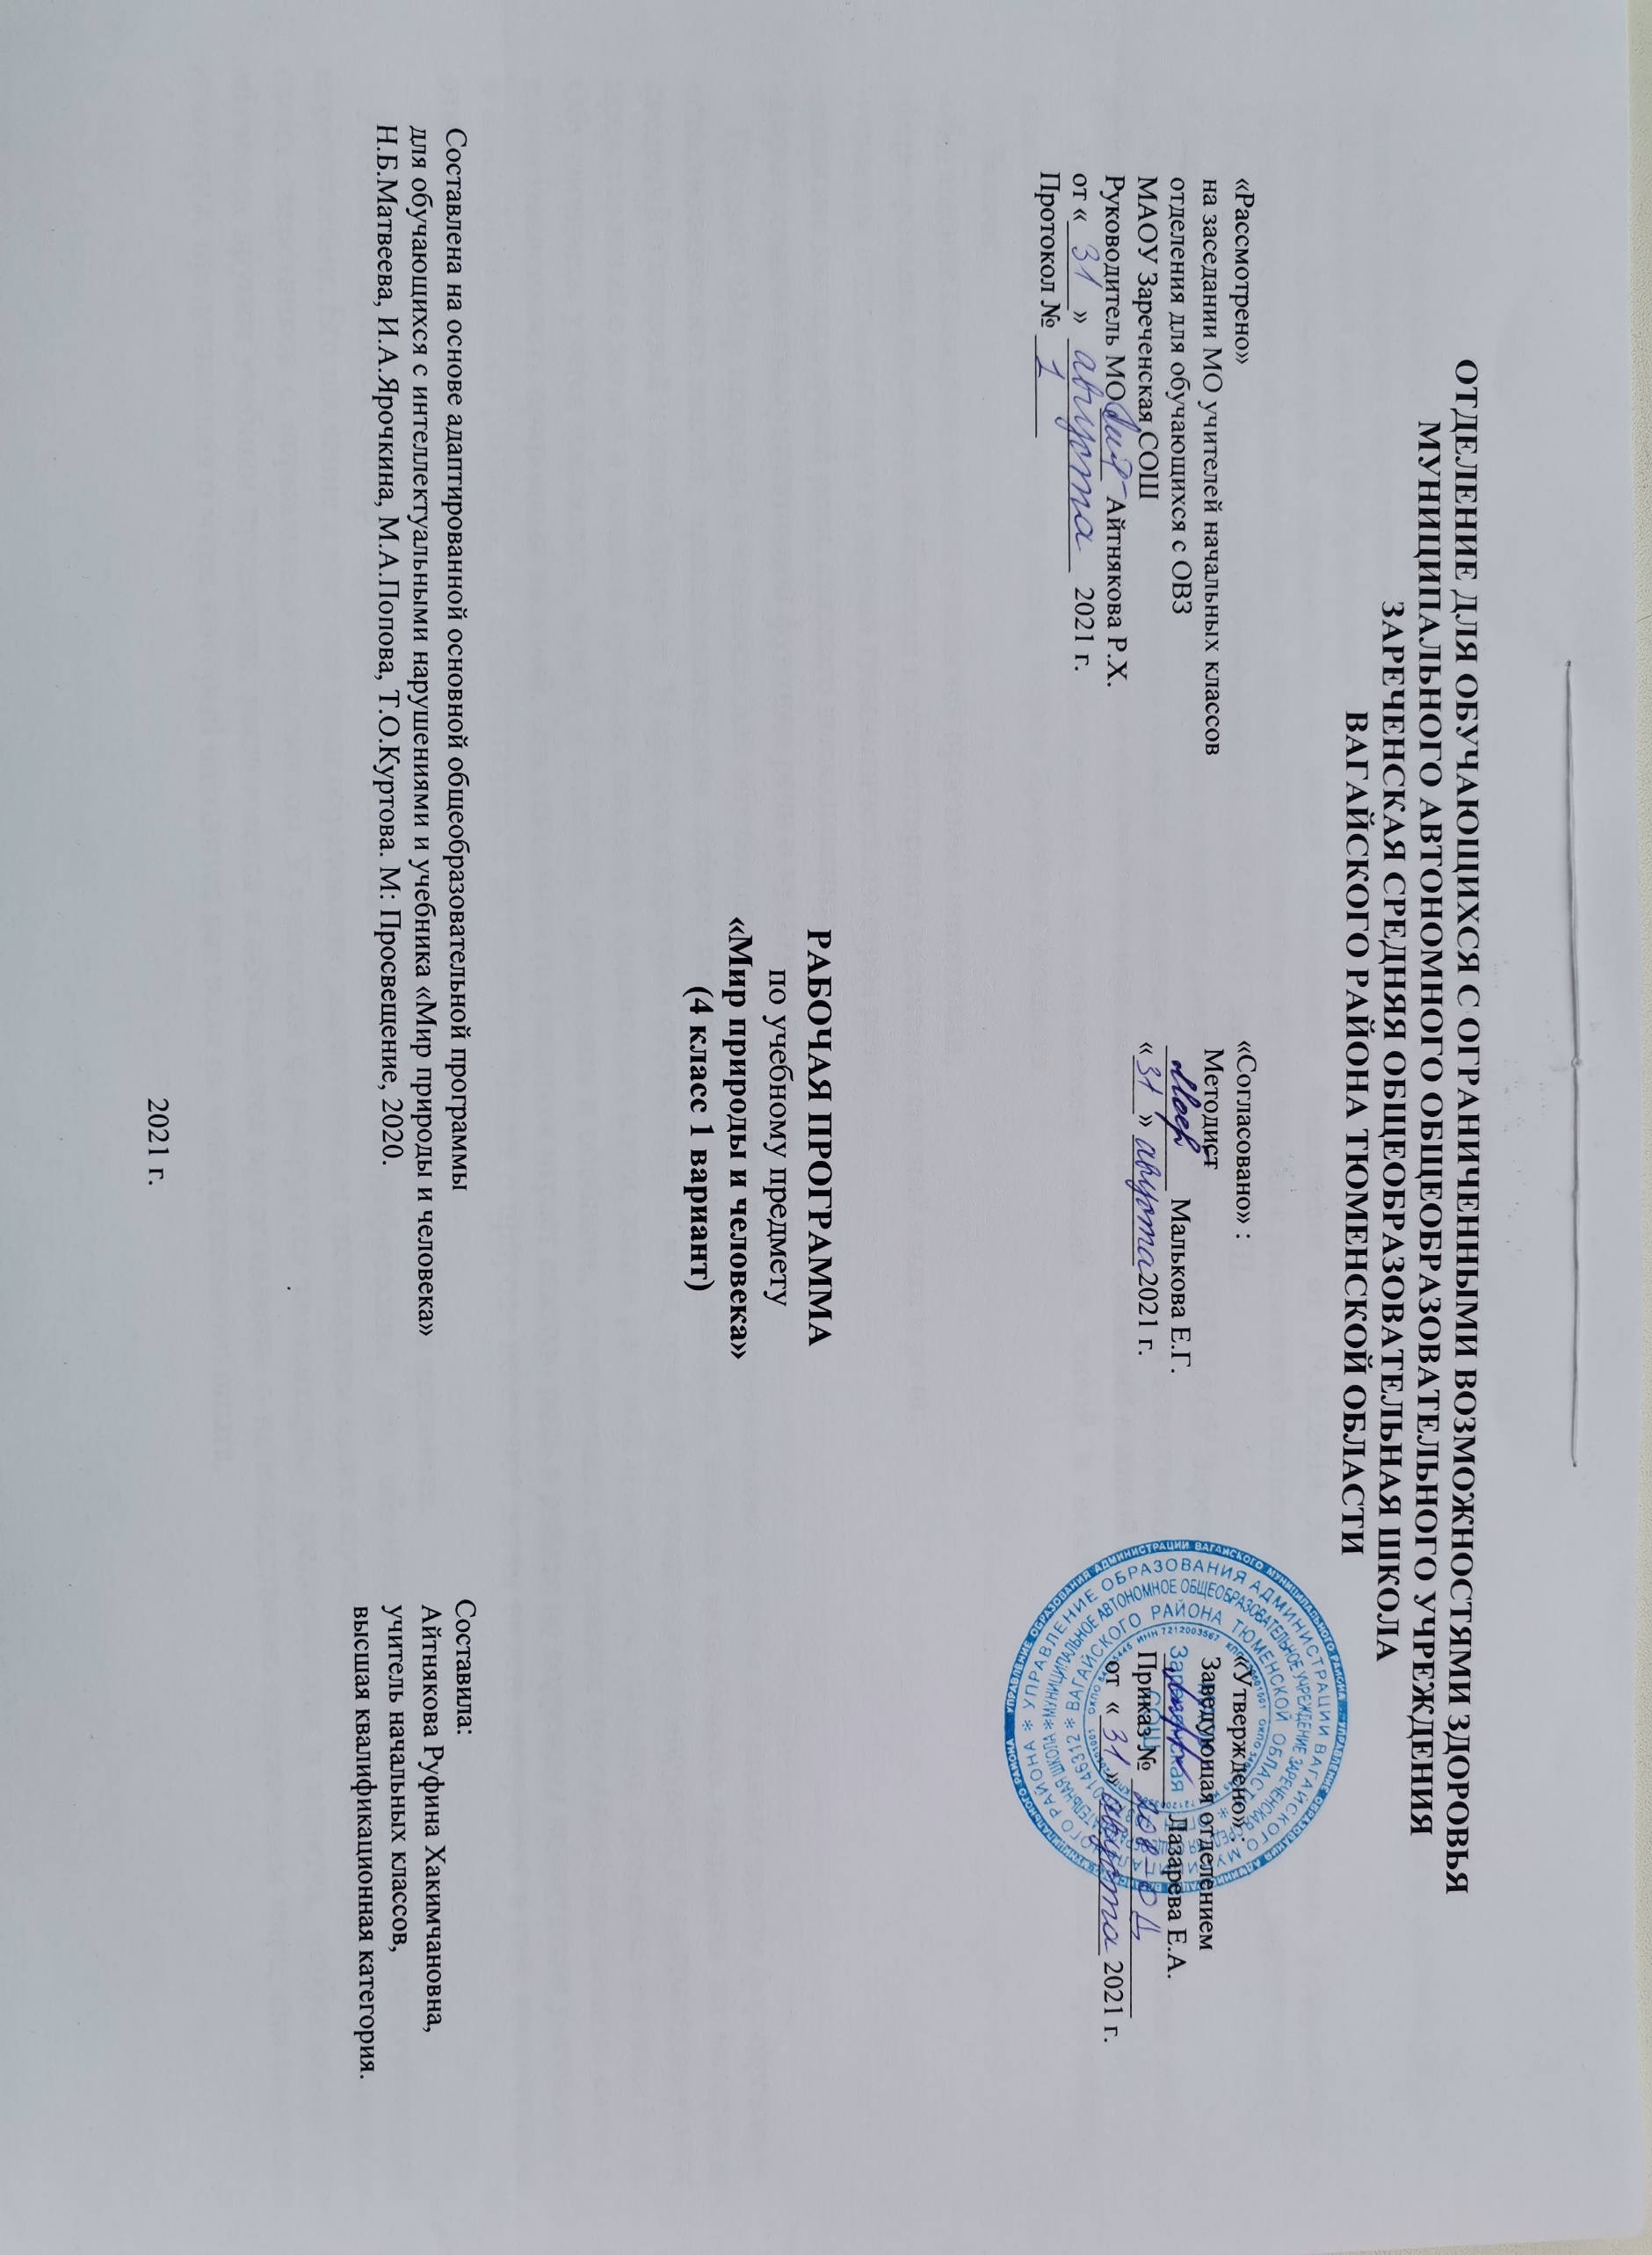 ОТДЕЛЕНИЕ ДЛЯ ОБУЧАЮЩИХСЯ С ОГРАНИЧЕННЫМИ ВОЗМОЖНОСТЯМИ ЗДОРОВЬЯ
МУНИЦИПАЛЬНОГО АВТОНОМНОГО ОБЩЕОБРАЗОВАТЕЛЬНОГО УЧРЕЖДЕНИЯ
ЗАРЕЧЕНСКАЯ СРЕДНЯЯ ОБЩЕОБРАЗОВАТЕЛЬНАЯ ШКОЛА
ВАГАЙСКОГО РАЙОНА ТЮМЕНСКОЙ ОБЛАСТИ
«Рассмотрено»
на заседании МО учителей начальных классов
отделения для обучающихся с ОВЗ
МАОУ Зареченская СОШ
Руководитель МО Айтнякова Р.Х.
от « 31 » августа 2021 г.
Протокол № 1
«Согласовано» :
Методист
Малькова Е.Г.
« 31 » августа 2021 г.
«Утверждено» :
Заведующая отделением
Лазарева Е.А.
Приказ № 108-ОД
от « 31 » августа 2021 г.
РАБОЧАЯ ПРОГРАММА
по учебному предмету
«Мир природы и человека»
(4 класс 1 вариант)
Составлена на основе адаптированной основной общеобразовательной программы
для обучающихся с интеллектуальными нарушениями и учебника «Мир природы и человека»
Н.Б.Матвеева, И.А.Ярочкина, М.А.Попова, Т.О.Куртова. М: Просвещение, 2020.
Составила:
Айтнякова Руфина Хакимчановна,
учитель начальных классов,
высшая квалификационная категория.
2021 г.